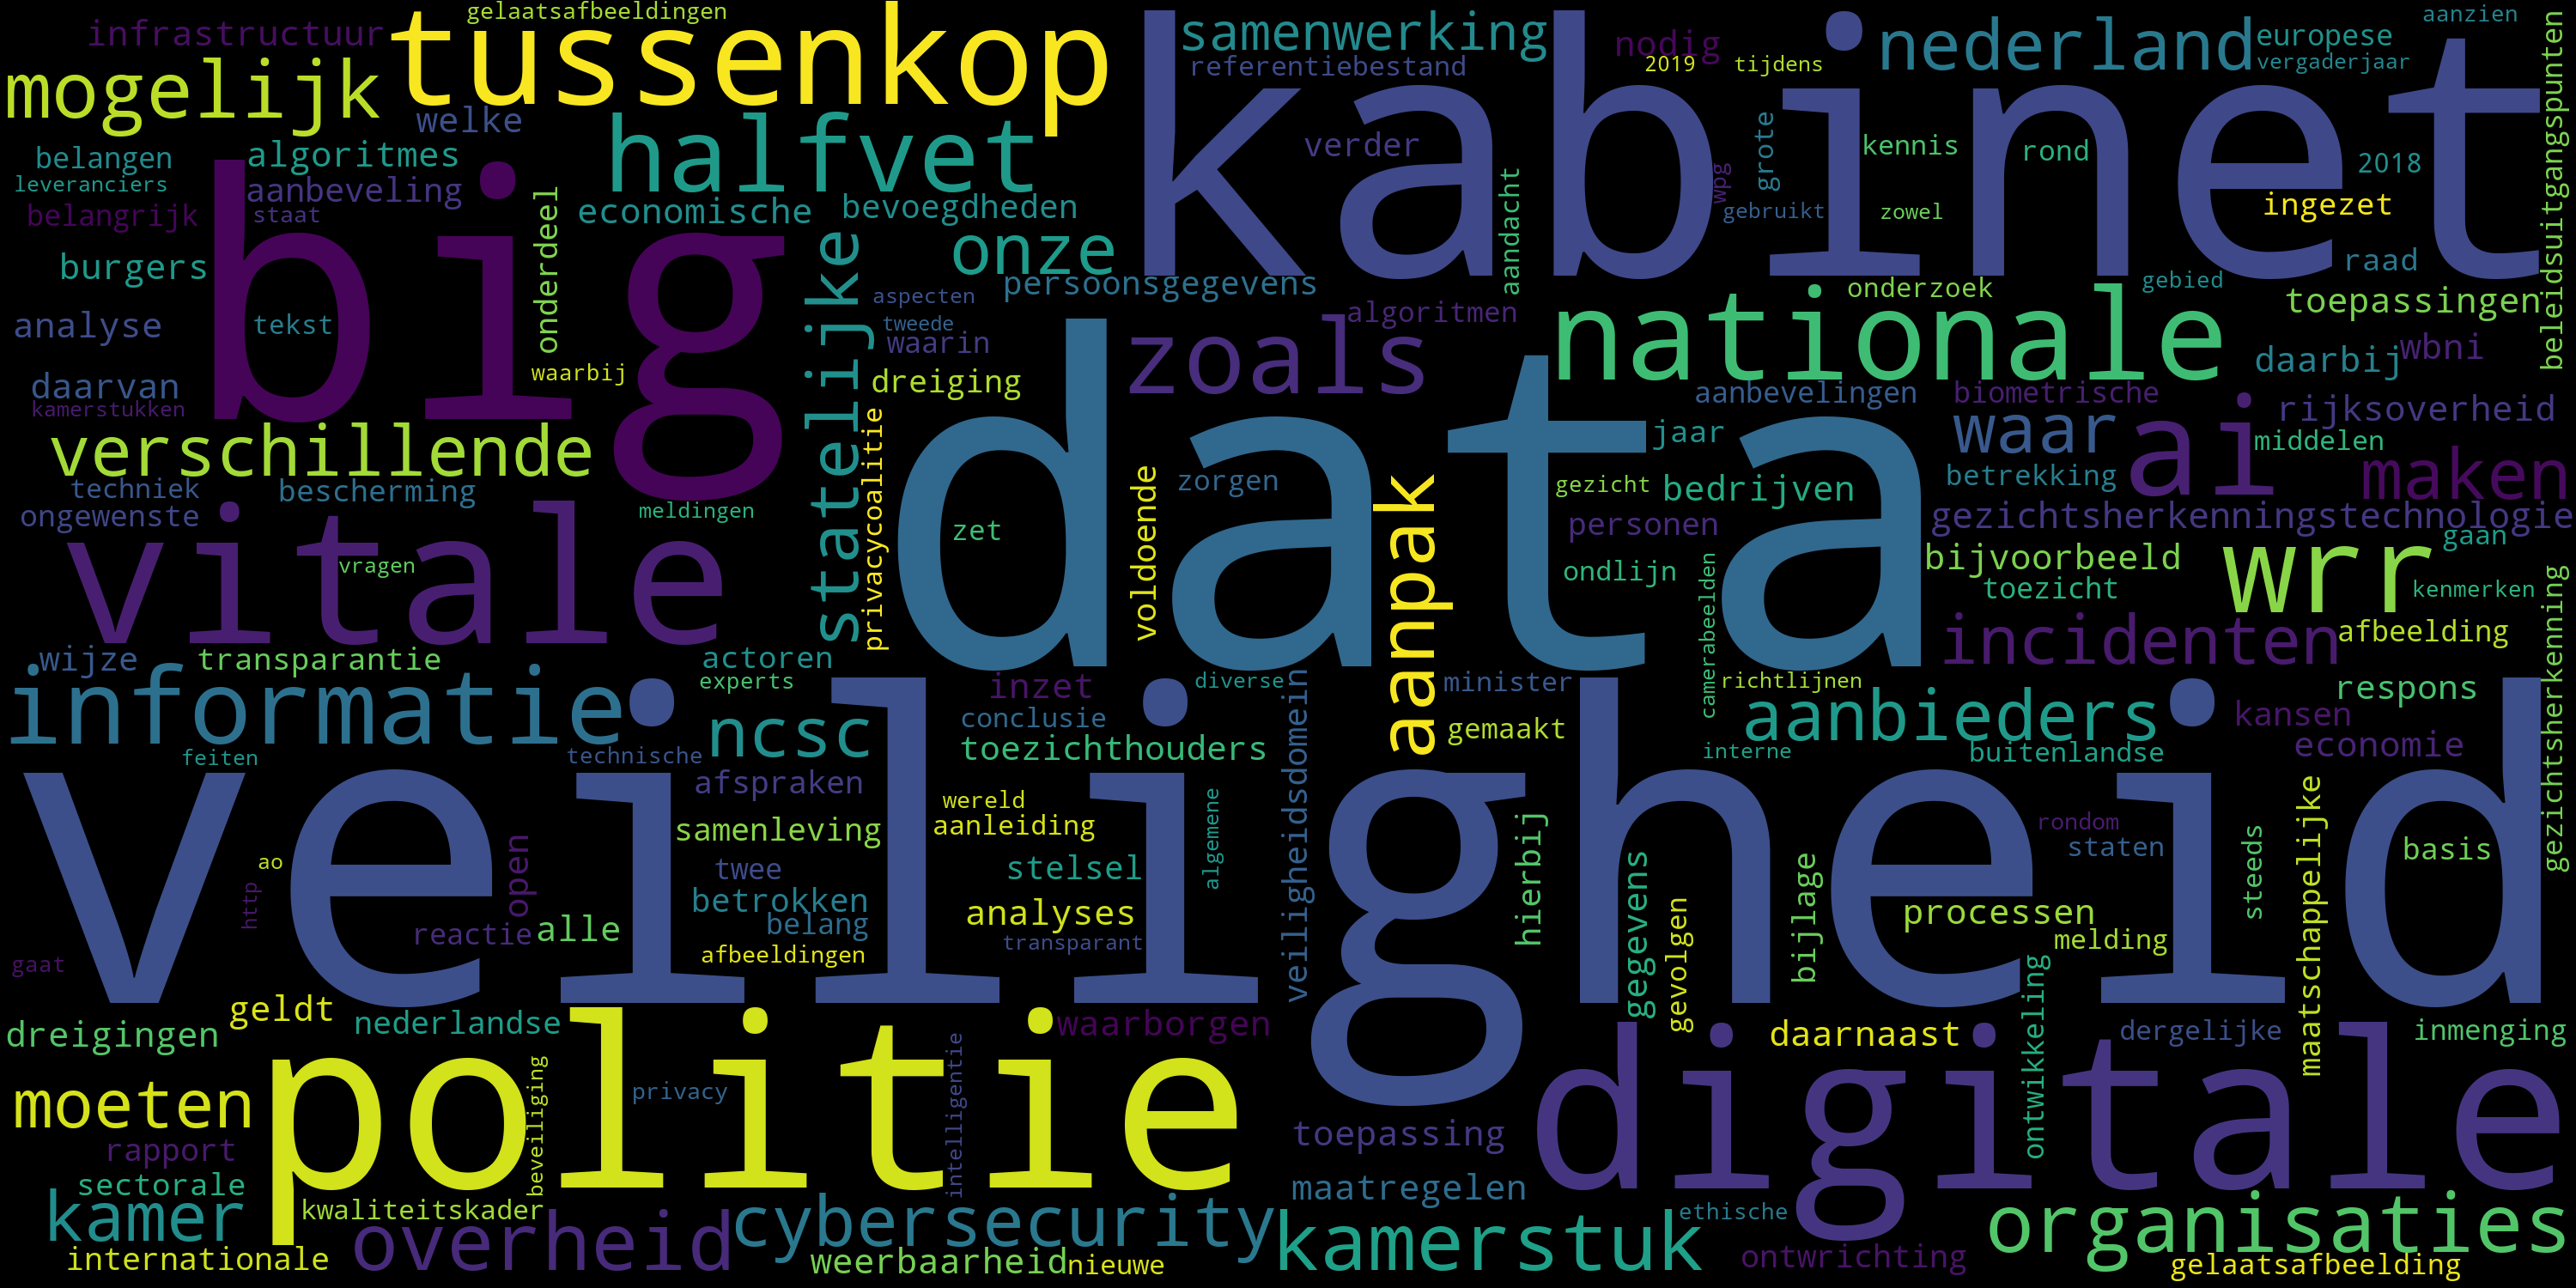 gelaatsafbeeldingen
infrastructuur
tussenkop
mogelijk
samenwerking
referentiebestand
kabinet
nodig
2019
tijdens
nederland
europese
vergaderjaar
aanzien
beleidsuitgangspunten
welke
halfvet
belangen
algoritmes
leveranciers
aanbeveling
belangrijk
staat
big
onderdeel
economische
bevoegdheden
onze
statelijke
persoonsgegevens
verder
aandacht
wpg
grote
gebruikt
kennis
rond
zowel
2018
ingezet
raad
burgers
analyse
tekst
waarbij
daarvan
kamerstukken
verschillende
aspecten
tweede
waarin
dreiging
zoals
algoritmen
nationale
onderzoek
gebied
toepassingen
daarbij
wbni
data
aanbevelingen
biometrische
waar
ai
rijksoverheid
middelen
maken
jaar
betrekking
gezicht
bedrijven
gezichtsherkenningstechnologie
personen
techniek
bescherming
ongewenste
meldingen
vitale
vragen
privacycoalitie
zet
voldoende
zorgen
aanpak
ondlijn
camerabeelden
bijvoorbeeld
toezicht
wrr
gaan
kenmerken
gezichtsherkenning
incidenten
afbeelding
wijze
transparantie
actoren
experts
informatie
inzet
diverse
minister
richtlijnen
respons
conclusie
ncsc
toezichthouders
veiligheidsdomein
gemaakt
aanbieders
interne
buitenlandse
kansen
economie
feiten
technische
veiligheid
afspraken
wereld
aanleiding
samenleving
algemene
twee
stelsel
betrokken
belang
analyses
transparant
afbeeldingen
ao
http
open
reactie
alle
gaat
hierbij
gegevens
gevolgen
bijlage
rondom
staten
steeds
basis
maatschappelijke
processen
melding
ontwikkeling
geldt
dreigingen
nederlandse
waarborgen
daarnaast
dergelijke
inmenging
politie
moeten
beveiliging
privacy
intelligentie
digitale
rapport
toepassing
sectorale
maatregelen
kamer
kwaliteitskader
overheid
cybersecurity
kamerstuk
ethische
organisaties
internationale
weerbaarheid
nieuwe
ontwrichting
gelaatsafbeelding